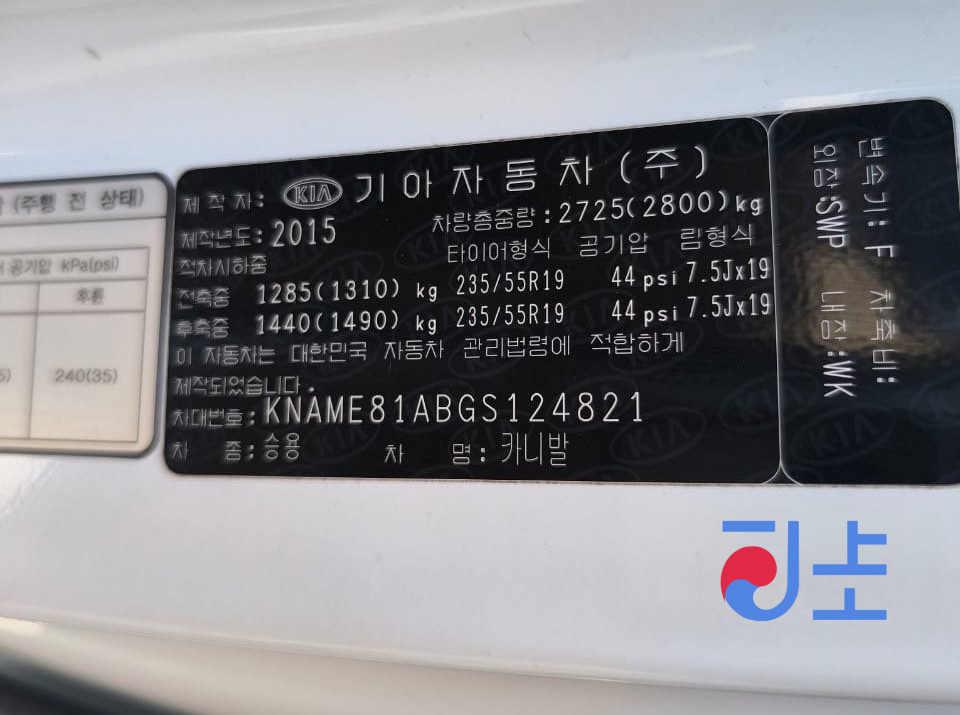 (주행 전 상태)
공기압 kPa(psi)
후륜
240(35)
제 작 자: KIA 기아자동차(주)
제작년도: 2015 차량총중량: 2725(2800)kg
적차시하중 타이어형식 공기압 림형식
전축중 1285(1310) kg 235/55R19 44 psi 7.5Jx19
후축중 1440(1490) kg 235/55R19 44 psi 7.5Jx19
이 자동차는 대한민국 자동차 관리법령에 적합하게
제작되었습니다.
차대번호: KNAME81ABGS124821
차 종: 승용 차 명: 카니발
변속기: F 차축비:
외장:SWP 내장:WK